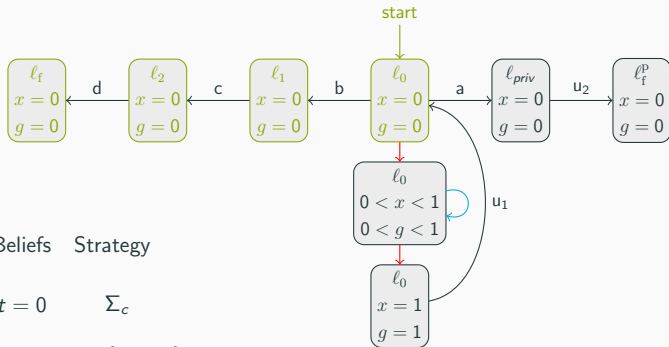 start
ℓf
x = 0
g = 0
d
ℓ2
x = 0
g = 0
c
ℓ1
x = 0
g = 0
b
ℓ0
x = 0
g = 0
a
ℓpriv
x = 0
g = 0
u2
ℓfp
x = 0
g = 0
ℓ0
0 < x < 1
0 < g < 1
u1
ℓ0
x = 1
g = 1
Beliefs Strategy
t = 0 Σc